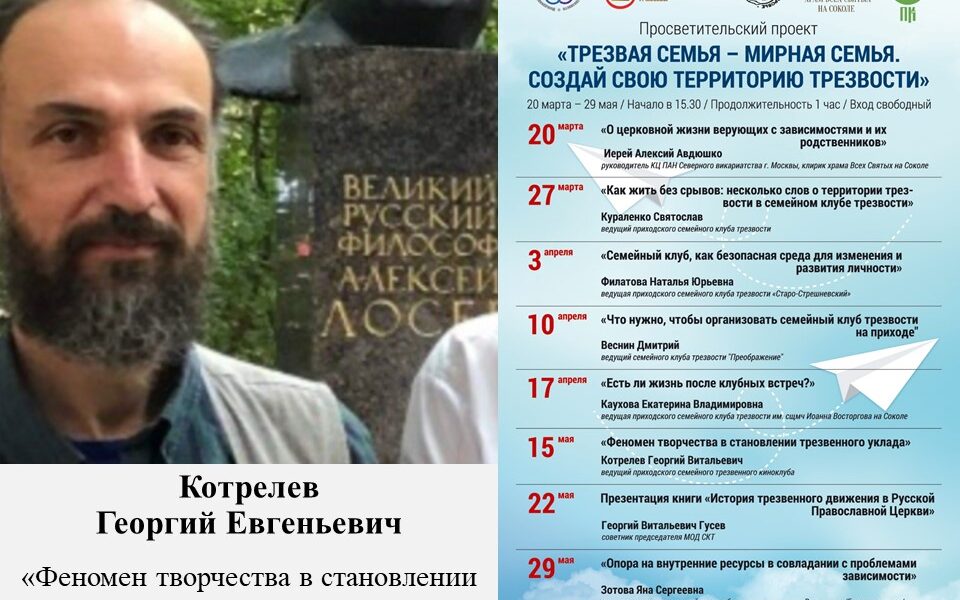 ВЕЛИКИЙ
РУССКИЙ
ФИЛОСОФ
АЛЕКСЕЙ
ЛОСЕ
Котрелев
Георгий Евгеньевич
«Феномен творчества в становлении
НА СОКОЛЕ
ПК
Просветительский проект
«ТРЕЗВАЯ СЕМЬЯ – МИРНАЯ СЕМЬЯ.
СОЗДАЙ СВОЮ ТЕРРИТОРИЮ ТРЕЗВОСТИ»
20 марта – 29 мая / Начало в 15.30 / Продолжительность 1 час / Вход свободный
20 марта
«О церковной жизни верующих с зависимостями и их
родственников»
Иерей Алексий Авдюшко
руководитель КЦ ПАН Северного викариатства г. Москвы, клирик храма Всех Святых на Соколе
27 марта
«Как жить без срывов: несколько слов о территории трез-
вости в семейном клубе трезвости»
Кураленко Святослав
ведущий приходского семейного клуба трезвости
3 апреля
«Семейный клуб, как безопасная среда для изменения и
развития личности»
Филатова Наталья Юрьевна
ведущая приходского семейного клуба трезвости «Старо-Стрешневский»
10 апреля
«Что нужно, чтобы организовать семейный клуб трезвости
на приходе"
Веснин Дмитрий
ведущий семейного клуба трезвости "Преображение"
17 апреля
«Есть ли жизнь после клубных встреч?»
Каухова Екатерина Владимировна
ведущая приходского семейного клуба трезвости им. сщмч Иоанна Восторгова на Соколе
15 мая
«Феномен творчества в становлении трезвенного уклада»
Котрелев Георгий Витальевич
ведущий приходского семейного трезвенного киноклуба
22 мая
Презентация книги «История трезвенного движения в Русской
Православной Церкви»
Георгий Витальевич Гусев
советник председателя МОД СКТ
29 мая
«Опора на внутренние ресурсы в совладании с проблемами
зависимости»
Зотова Яна Сергеевна